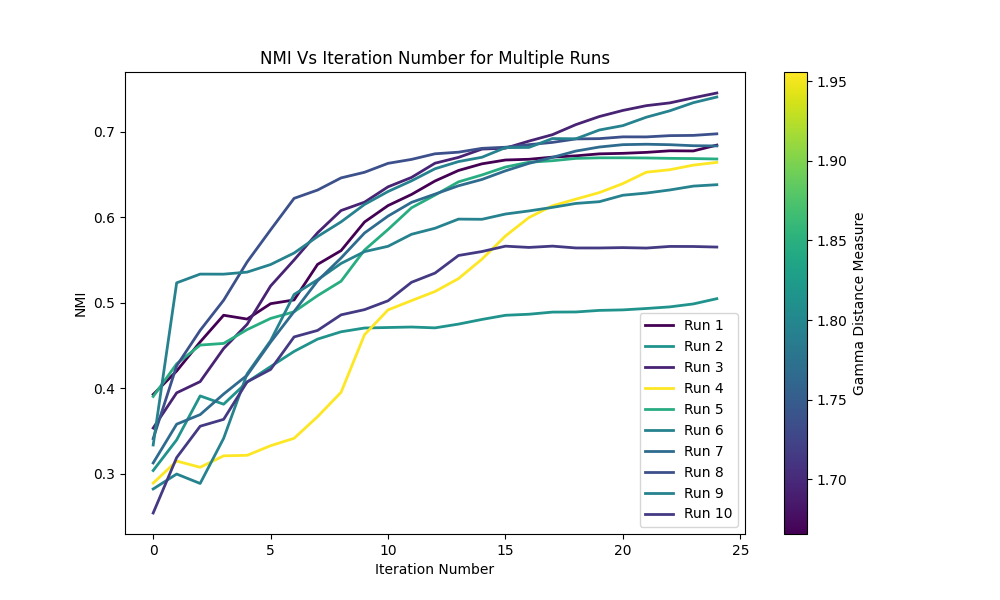 NMI Vs Iteration Number for Multiple Runs
NMI
0.7
0.6
0.5
0.4
0.3
0
5
10
15
20
25
Iteration Number
Run 1
Run 2
Run 3
Run 4
Run 5
Run 6
Run 7
Run 8
Run 9
Run 10
1.95
1.90
1.85
1.80
1.75
1.70
Gamma Distance Measure